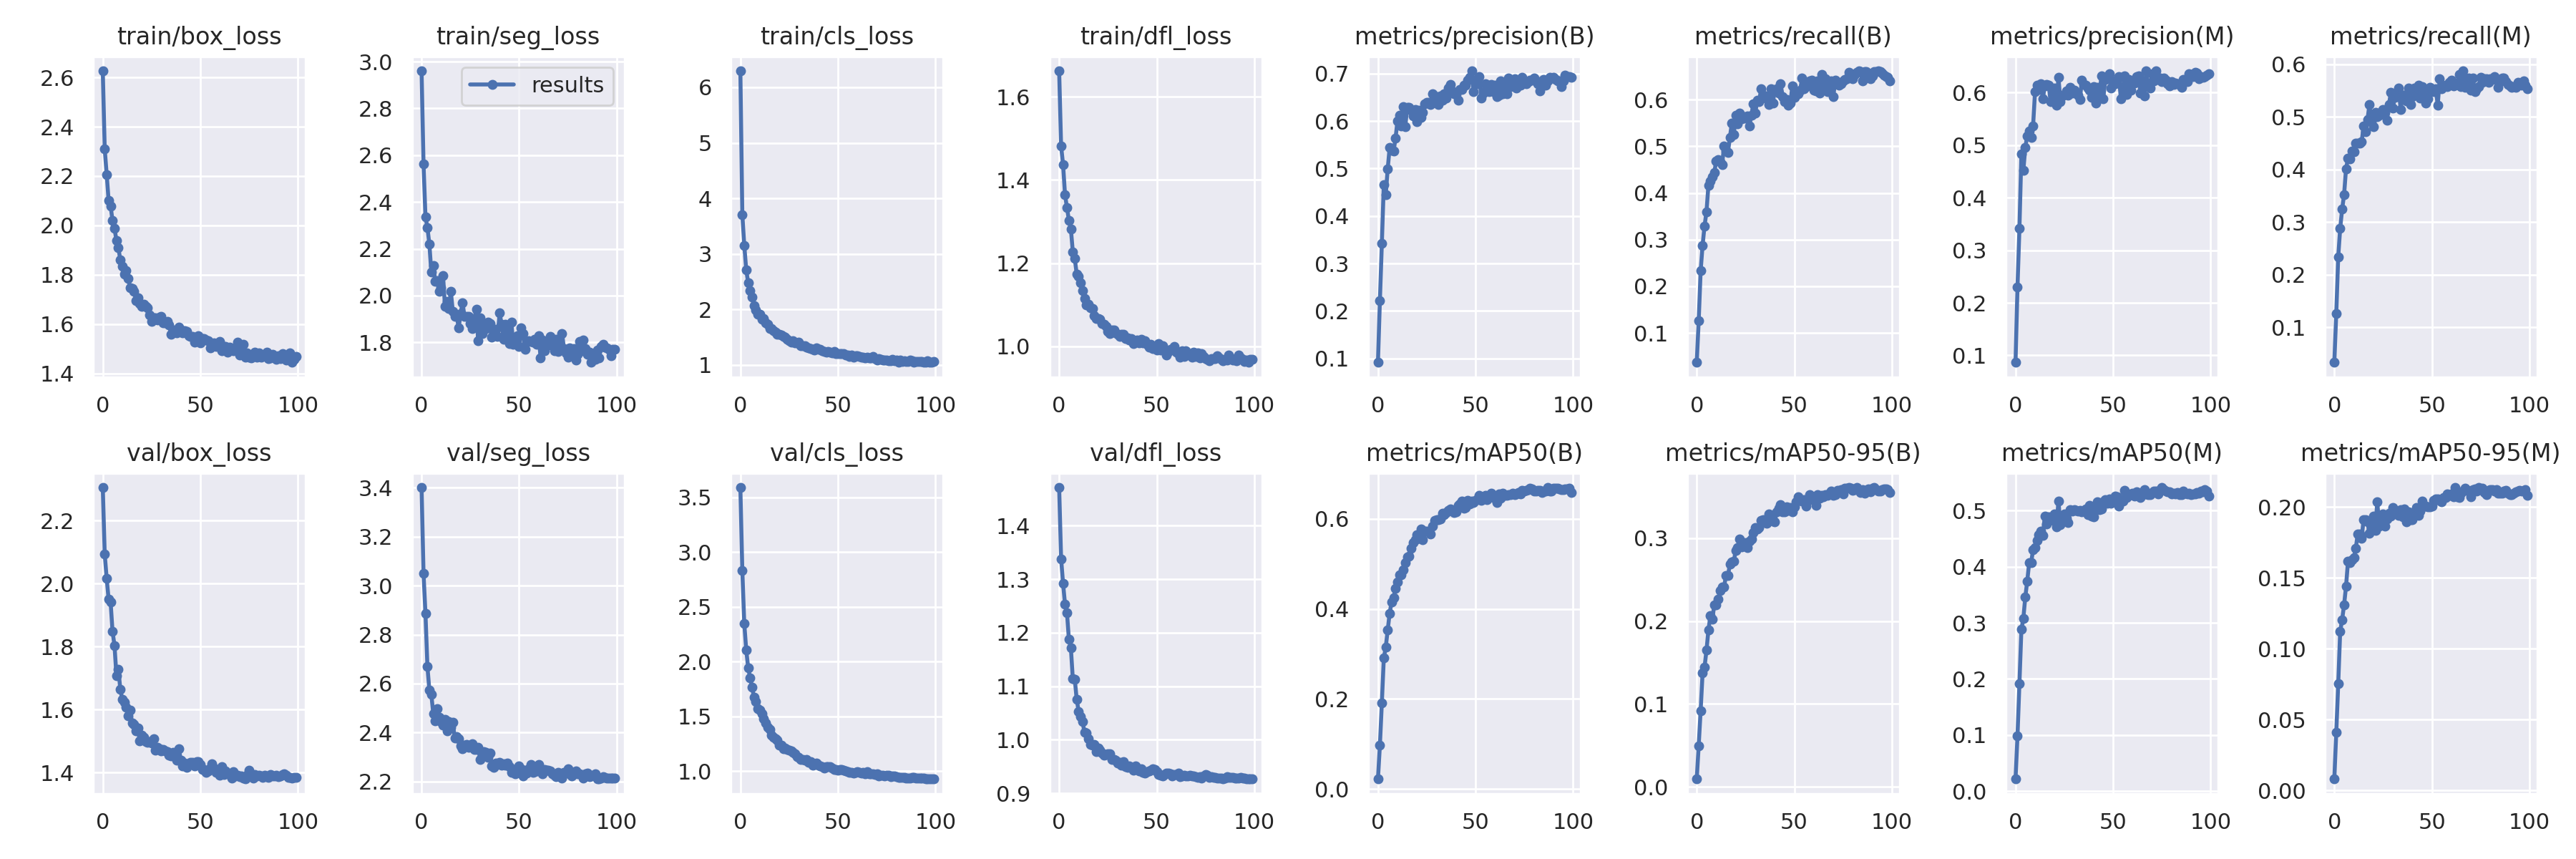 train/box_loss
2.6
2.4
2.2
2.0
1.8
1.6
1.4
0 50 100
train/seg_loss
results
3.0
2.8
2.6
2.4
2.2
2.0
1.8
0 50 100
train/cls_loss
6
5
4
3
2
1
0 50 100
train/dfl_loss
1.6
1.4
1.2
1.0
0 50 100
metrics/precision(B)
0.7
0.6
0.5
0.4
0.3
0.2
0.1
0 50 100
metrics/recall(B)
0.6
0.5
0.4
0.3
0.2
0.1
0 50 100
metrics/precision(M)
0.6
0.5
0.4
0.3
0.2
0.1
0 50 100
metrics/recall(M)
0.6
0.5
0.4
0.3
0.2
0.1
0 50 100
val/box_loss
2.2
2.0
1.8
1.6
1.4
0 50 100
val/seg_loss
3.4
3.2
3.0
2.8
2.6
2.4
2.2
0 50 100
val/cls_loss
3.5
3.0
2.5
2.0
1.5
1.0
0 50 100
val/dfl_loss
1.4
1.3
1.2
1.1
1.0
0.9
0 50 100
metrics/mAP50(B)
0.6
0.4
0.2
0.0
0 50 100
metrics/mAP50-95(B)
0.3
0.2
0.1
0.0
0 50 100
metrics/mAP50(M)
0.5
0.4
0.3
0.2
0.1
0.0
0 50 100
metrics/mAP50-95(M)
0.20
0.15
0.10
0.05
0.00
0 50 100